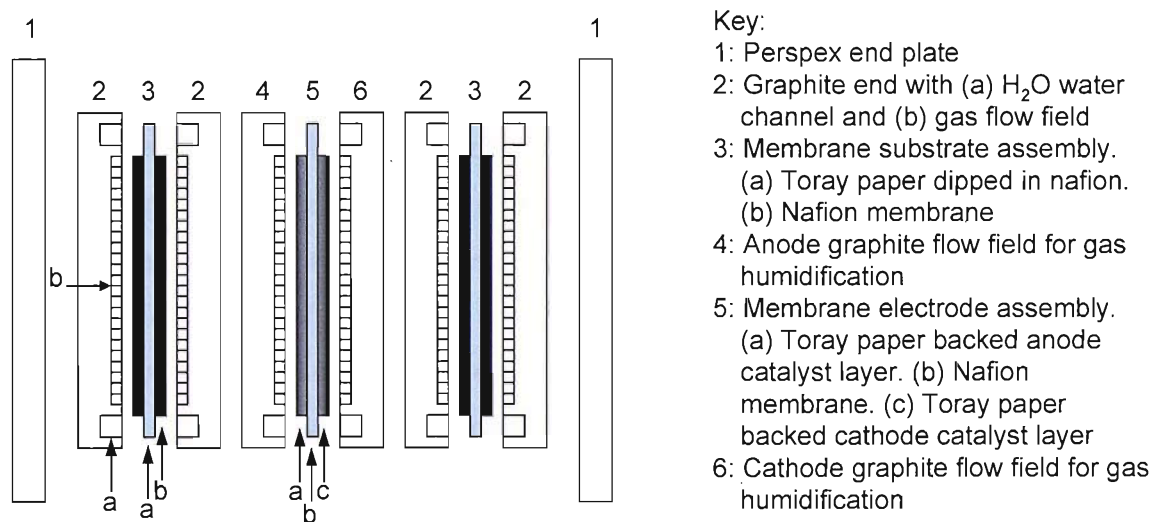 1
1
2
3
2
4
5
6
2
3
2
b
a
a
b
a
b
c
Key:
1: Perspex end plate
2: Graphite end with (a) H₂O water
channel and (b) gas flow field
3: Membrane substrate assembly.
(a) Toray paper dipped in nafion.
(b) Nafion membrane
4: Anode graphite flow field for gas
humidification
5: Membrane electrode assembly.
(a) Toray paper backed anode
catalyst layer. (b) Nafion
membrane. (c) Toray paper
backed cathode catalyst layer
6: Cathode graphite flow field for gas
humidification